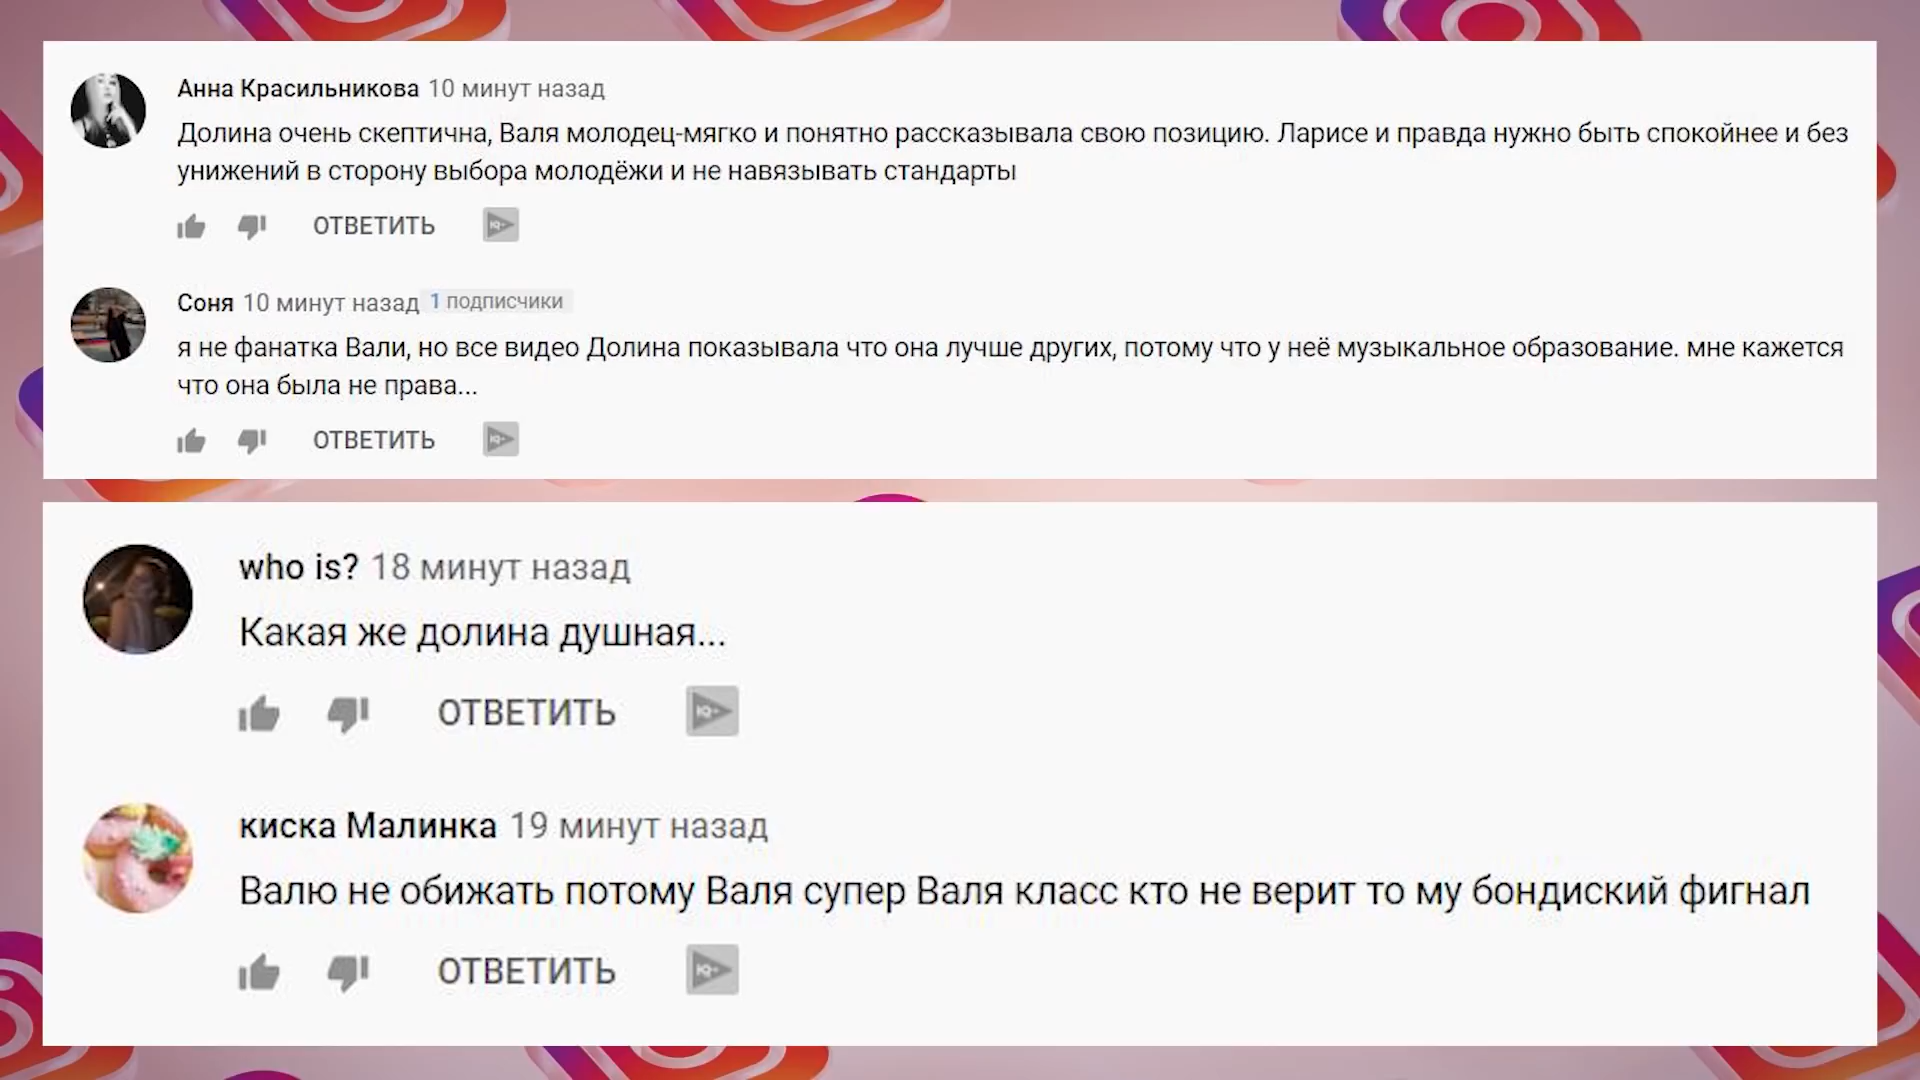 Анна Красильникова 10 минут назад
Долина очень скептична, Валя молодец-мягко и понятно рассказывала свою позицию. Ларисе и правда нужно быть спокойнее и без
унижений в сторону выбора молодёжи и не навязывать стандарты
ОТВЕТИТЬ IQ+
Соня 10 минут назад 1 подписчики
я не фанатка Вали, но все видео Долина показывала что она лучше других, потому что у неё музыкальное образование. мне кажется
что она была не права...
ОТВЕТИТЬ IQ+
who is? 18 минут назад
Какая же долина душная...
ОТВЕТИТЬ IQ+
киска Малинка 19 минут назад
Валю не обижать потому Валя супер Валя класс кто не верит то му бондиский фигнал
ОТВЕТИТЬ IQ+